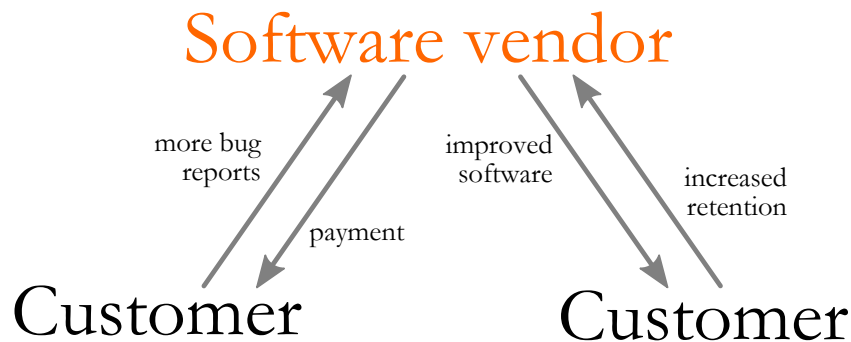 Software vendor
more bug
reports
payment
improved
software
increased
retention
Customer
Customer